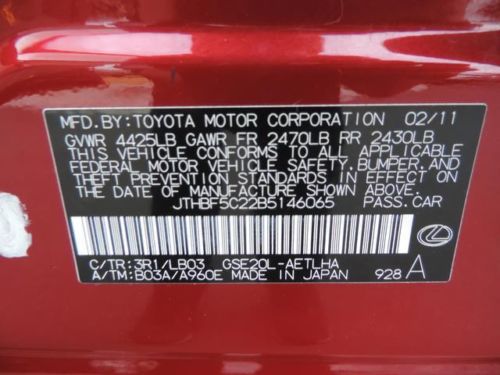 MFD.BY:TOYOTA MOTOR CORPORATION 02/11
GVWR 4425LB GAWR FR 2470LB RR 2430LB
THIS VEHICLE CONFORMS TO ALL APPLICABLE
FEDERAL MOTOR VEHICLE SAFETY, BUMPER, AND
THEFT PREVENTION STANDARDS IN EFFECT ON
THE DATE OF MANUFACTURE SHOWN ABOVE.
JTHBF5C22B5146065 PASS.CAR
C/TR:3R1/LB03 GSE20L-AETLHA
A/TM:B03A/A960E MADE IN JAPAN 928 A